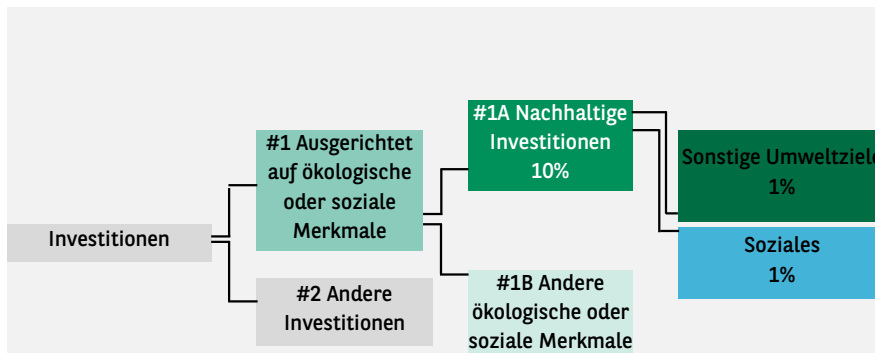 Investitionen
#1 Ausgerichtet
auf ökologische
oder soziale
Merkmale
#2 Andere
Investitionen
#1A Nachhaltige
Investitionen
10%
#1B Andere
ökologische oder
soziale Merkmale
Sonstige Umweltziele
1%
Soziales
1%